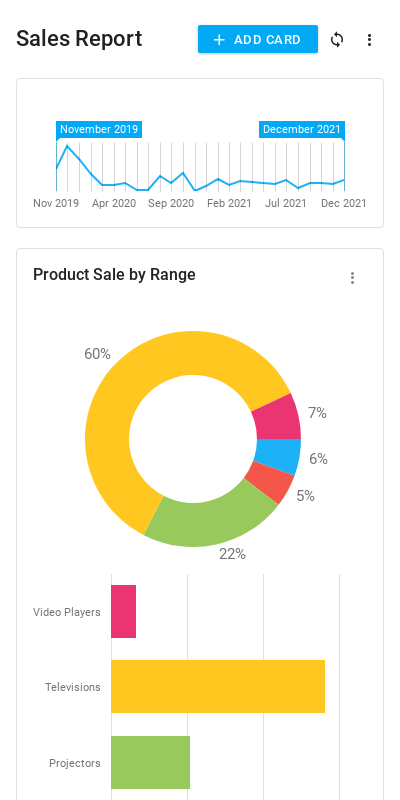 Sales Report
ADD CARD
November 2019
December 2021
Nov 2019 Apr 2020 Sep 2020 Feb 2021 Jul 2021 Dec 2021
Product Sale by Range
60%
7%
6%
5%
22%
Video Players
Televisions
Projectors